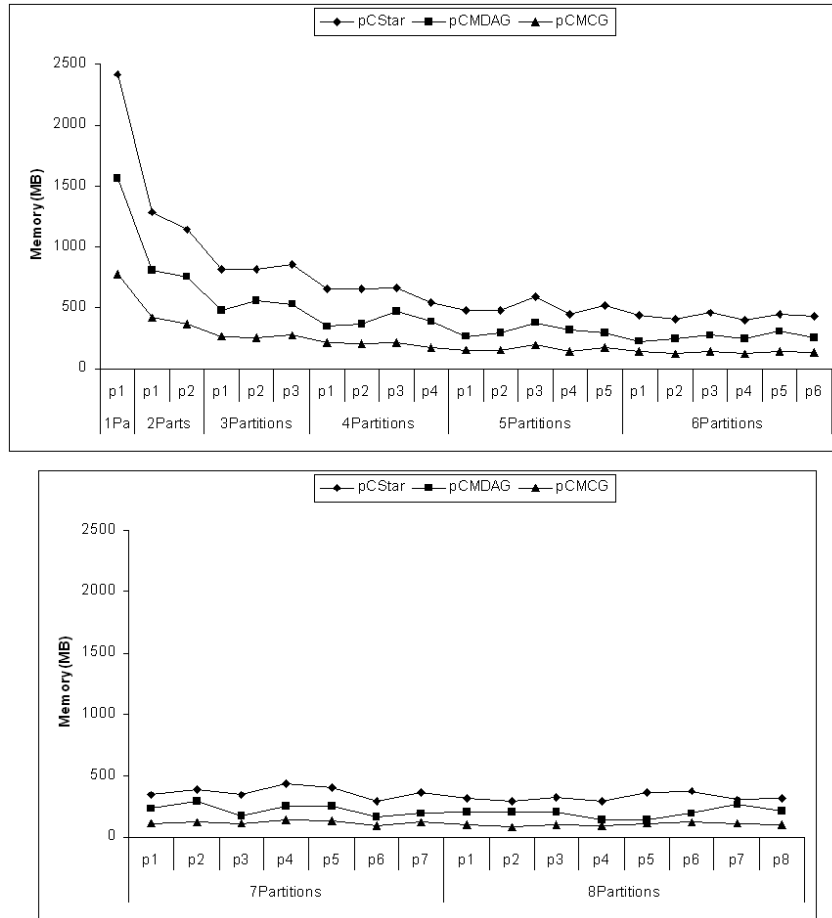 pCStar pCMDAG pCMCG
2500
2000
1500
1000
500
0
Memory (MB)
p1 p1 p2 p1 p2 p3 p1 p2 p3 p4 p1 p2 p3 p4 p5 p1 p2 p3 p4 p5 p6
1Pa 2Parts 3Partitions 4Partitions 5Partitions 6Partitions
pCStar pCMDAG pCMCG
2500
2000
1500
1000
500
0
Memory (MB)
p1 p2 p3 p4 p5 p6 p7 p1 p2 p3 p4 p5 p6 p7 p8
7Partitions 8Partitions